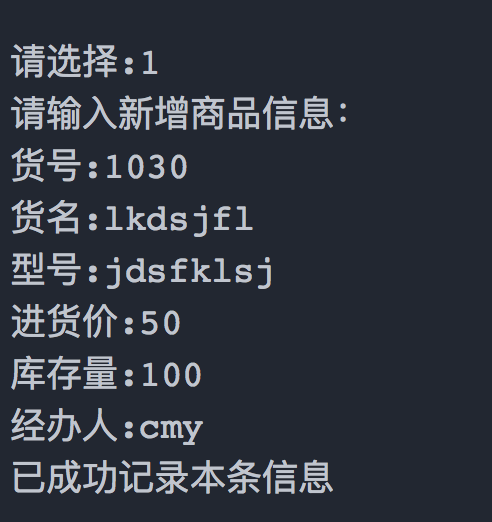 请选择:1
请输入新增商品信息:
货号:1030
货名:lkdsjfl
型号:jdsfklsj
进货价:50
库存量:100
经办人:cmy
已成功记录本条信息